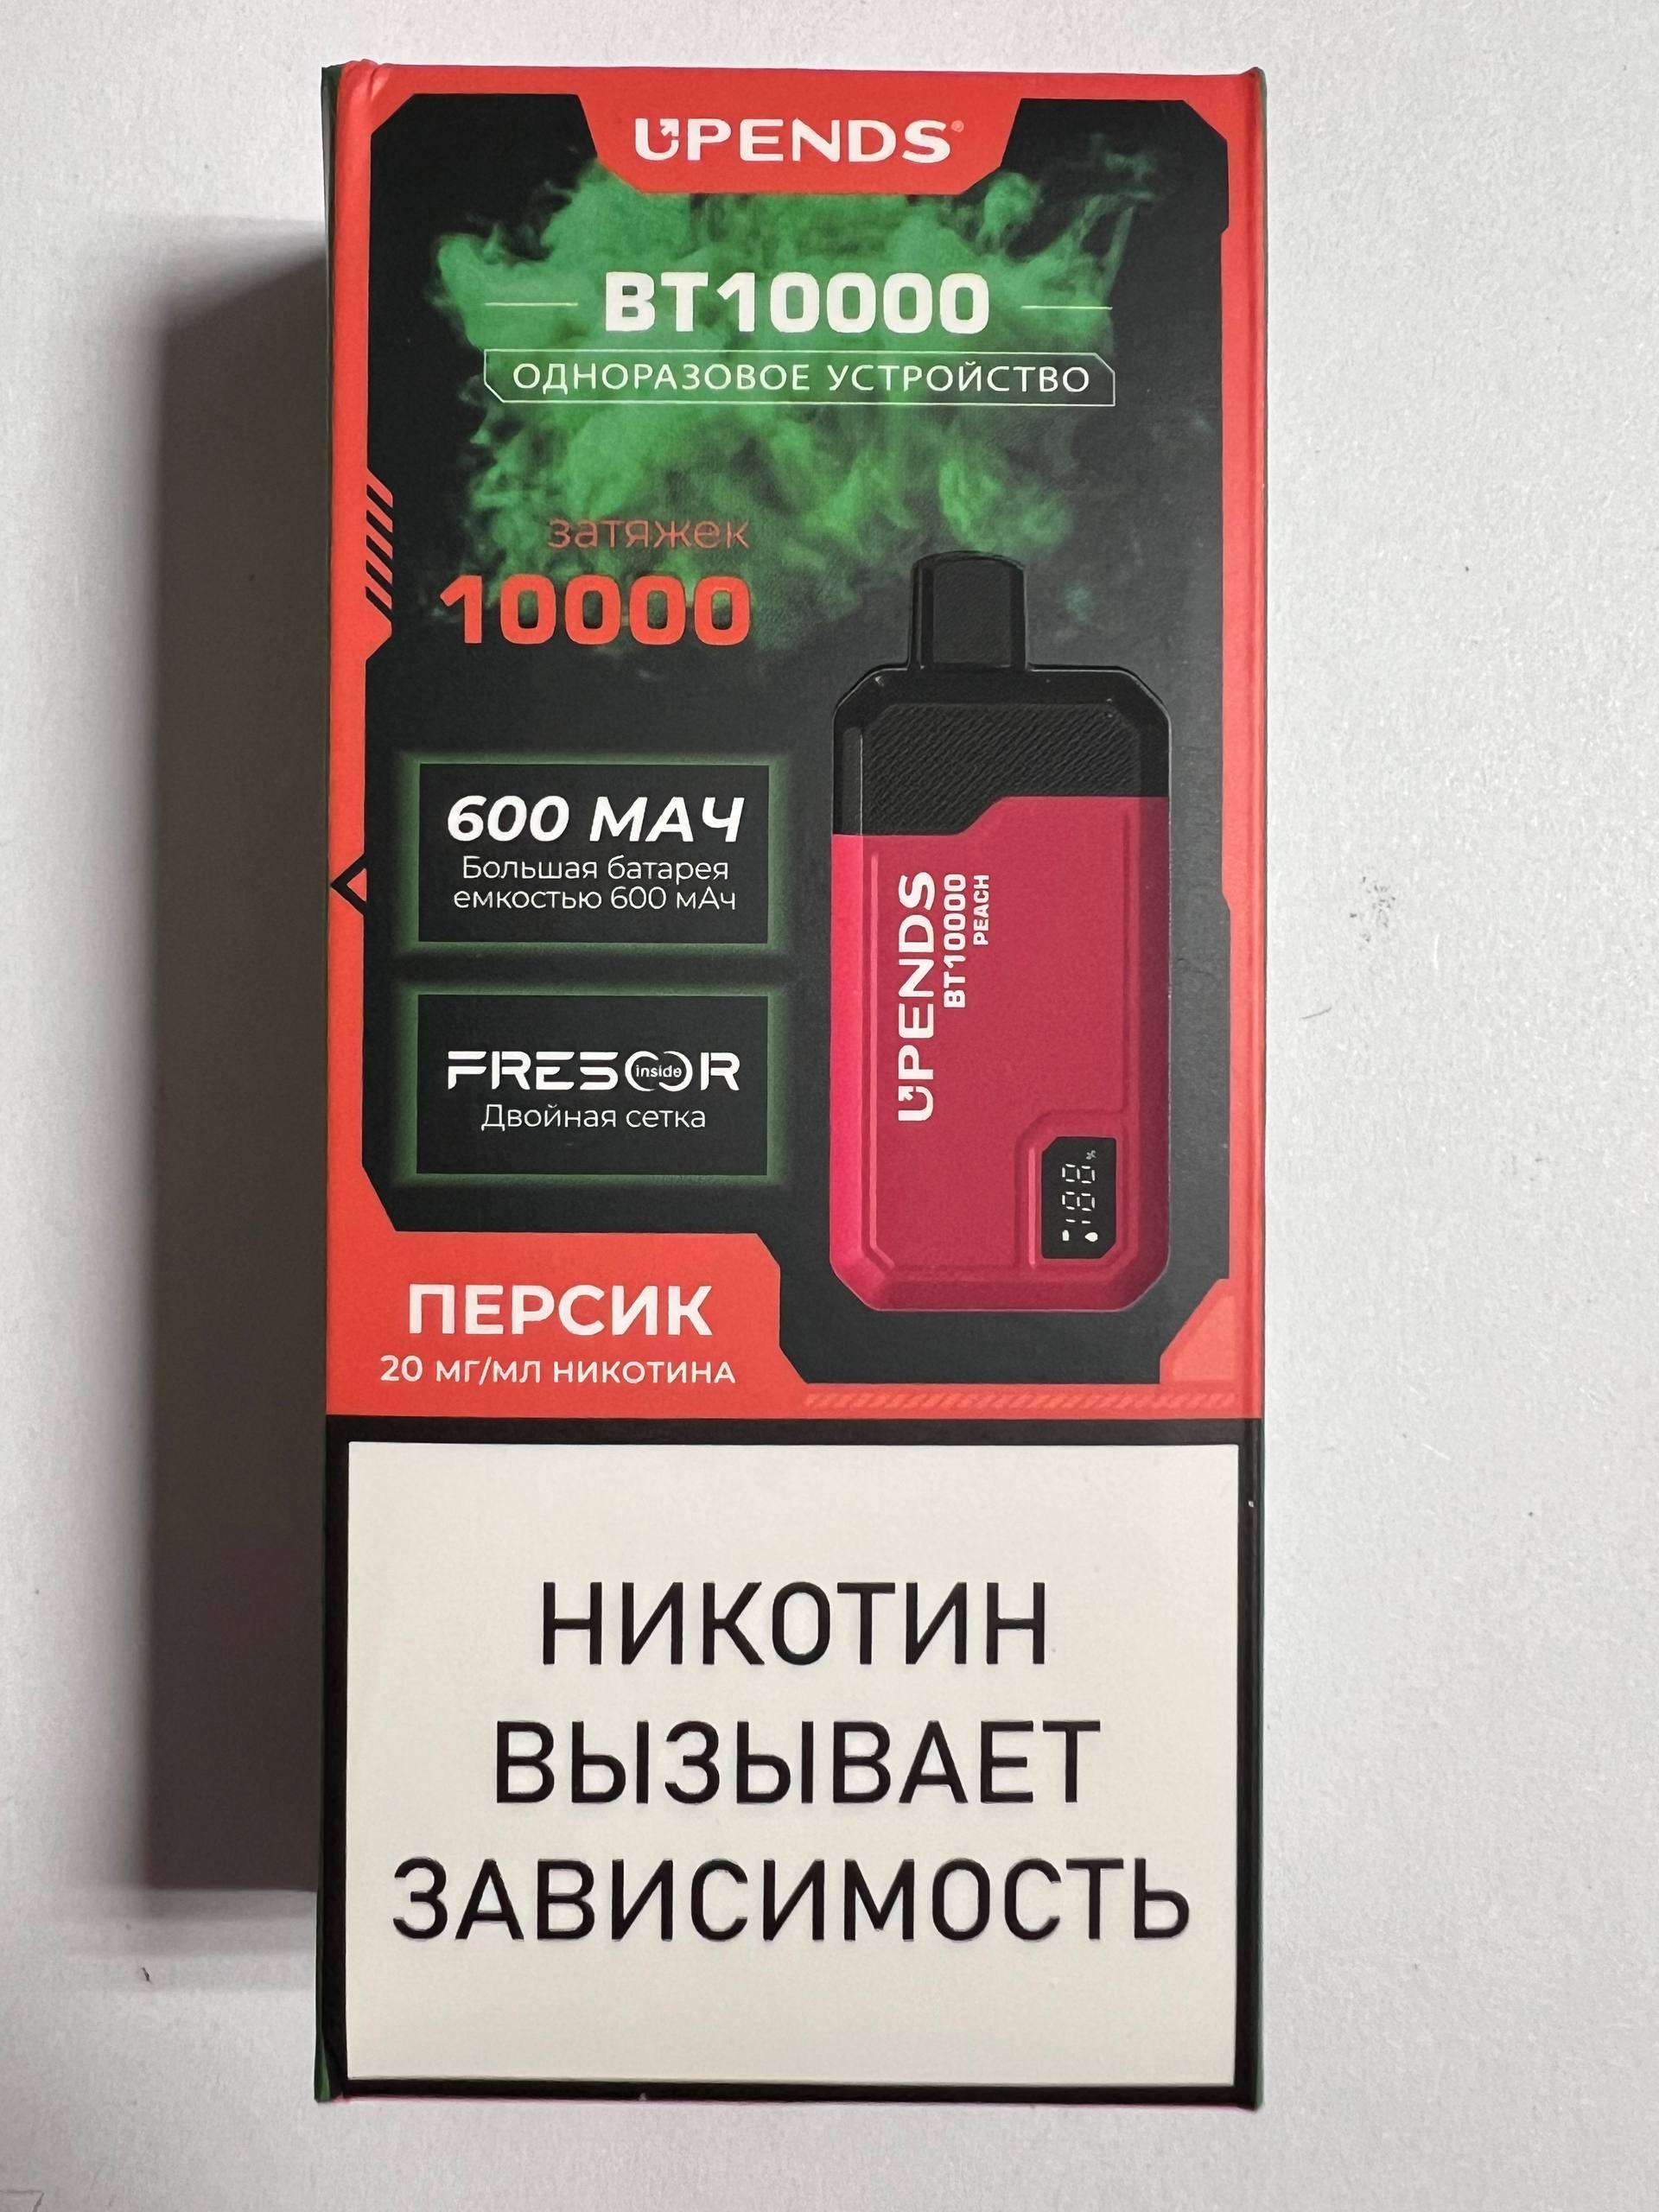 UPENDS®
BT10000
ОДНОРАЗОВОЕ УСТРОЙСТВО
затяжек
10000
600 МАЧ
Большая батарея
емкостью 600 мАч
FRESOR
inside
Двойная сетка
UPENDS
BT10000
PEACH
188%
ПЕРСИК
20 МГ/МЛ НИКОТИНА
НИКОТИН
ВЫЗЫВАЕТ
ЗАВИСИМОСТЬ